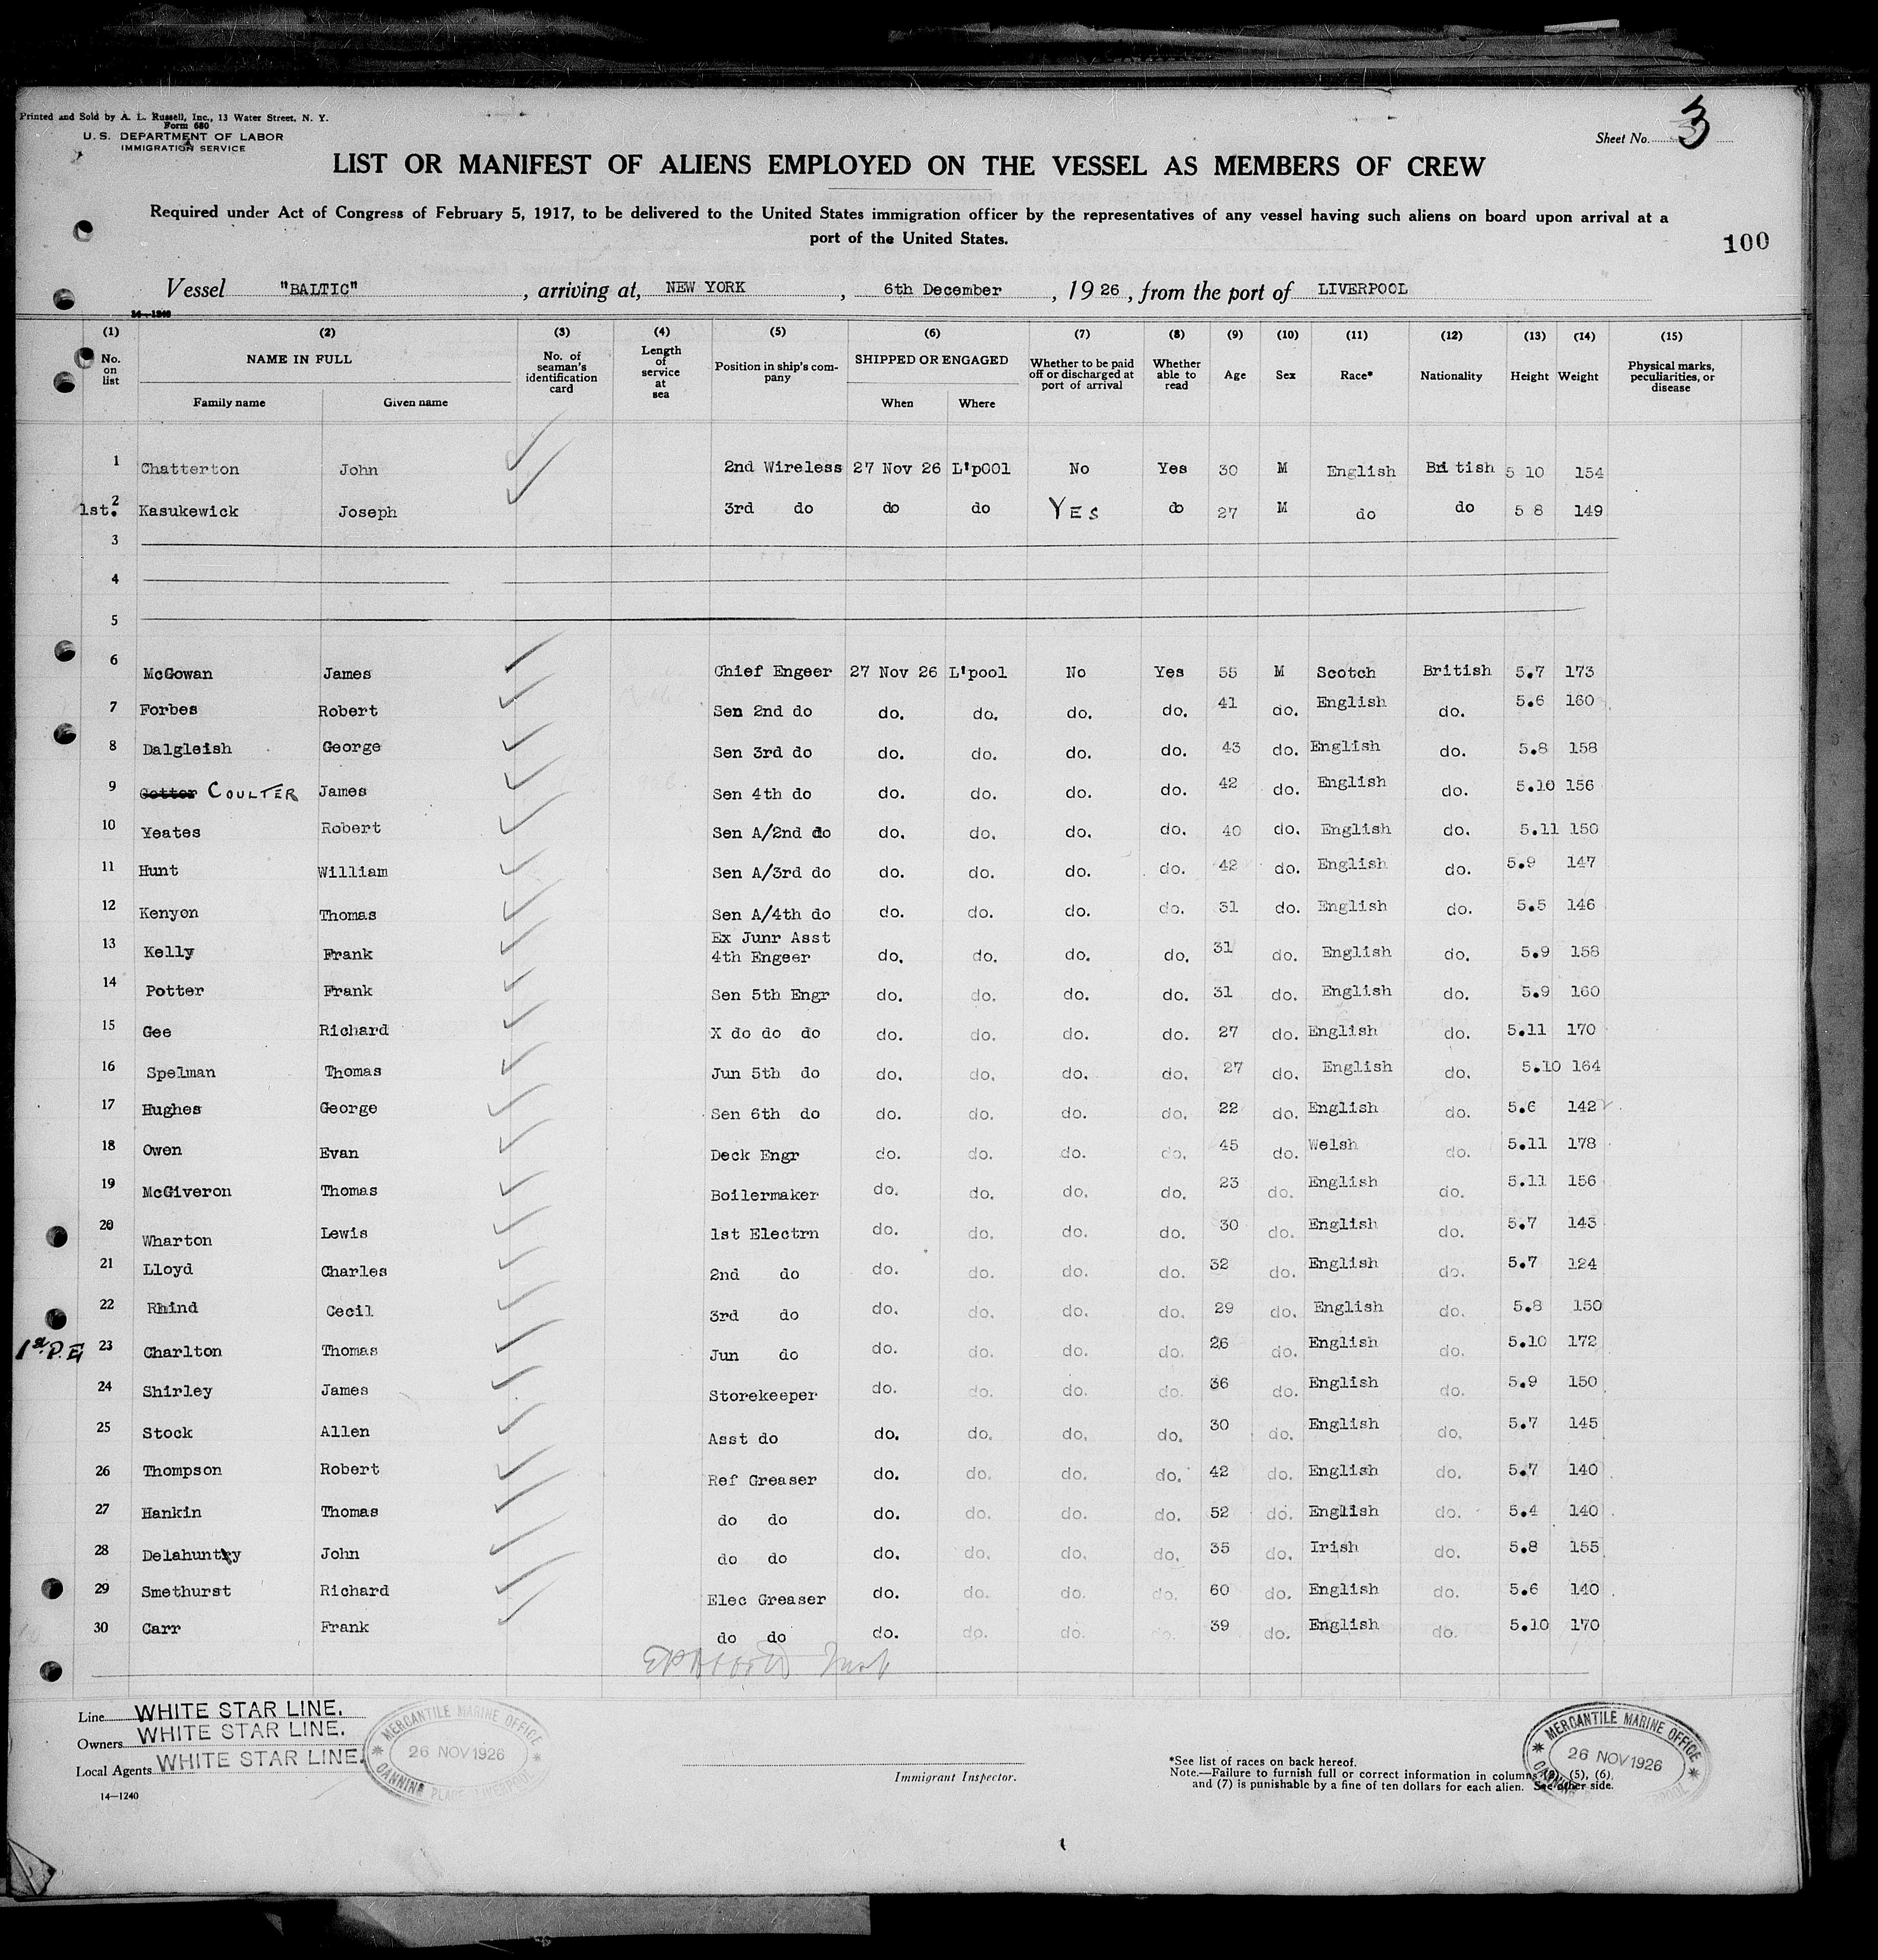 Printed and Sold by A. L. Russell, Inc., 13 Water Street, N. Y.
Form 680
U. S. DEPARTMENT OF LABOR
IMMIGRATION SERVICE
Sheet No. 3
LIST OR MANIFEST OF ALIENS EMPLOYED ON THE VESSEL AS MEMBERS OF CREW
Required under Act of Congress of February 5, 1917, to be delivered to the United States immigration officer by the representatives of any vessel having such aliens on board upon arrival at a
port of the United States.
100
Vessel "BALTIC", arriving at, NEW YORK, 6th December, 1926, from the port of LIVERPOOL
14-1240
(1) (2) (3) (4) (5) (6) (7) (8) (9) (10) (11) (12) (13) (14) (15)
No. on list NAME IN FULL Family name Given name No. of seaman's identification card Length of service at sea Position in ship's company SHIPPED OR ENGAGED When Where Whether to be paid off or discharged at port of arrival Whether able to read Age Sex Race* Nationality Height Weight Physical marks, peculiarities, or disease
1 Chatterton John 2nd Wireless 27 Nov 26 L'pOOl No Yes 30 M English British 5 10 154
1st. 2 Kasukewick Joseph 3rd do do do YES do 27 M do do 5 8 149
3
4
5
6 McGowan James Chief Engeer 27 Nov 26 L'pool No Yes 55 M Scotch British 5.7 173
7 Forbes Robert Sen 2nd do do. do. do. do. 41 do. English do. 5.6 160
8 Dalgleish George Sen 3rd do do. do. do. do. 43 do. English do. 5.8 158
9 Cotter COULTER James Sen 4th do do. do. do. do. 42 do. English do. 5.10 156
10 Yeates Robert Sen A/2nd do do. do. do. do. 40 do. English do. 5.11 150
11 Hunt William Sen A/3rd do do. do. do. do. 42 do. English do. 5.9 147
12 Kenyon Thomas Sen A/4th do do. do. do. do. 31 do. English do. 5.5 146
13 Kelly Frank Ex Junr Asst 4th Engeer do. do. do. do. 31 do. English do. 5.9 158
14 Potter Frank Sen 5th Engr do. do. do. do. 31 do. English do. 5.9 160
15 Gee Richard X do do do do. do. do. do. 27 do. English do. 5.11 170
16 Spelman Thomas Jun 5th do do. do. do. do. 27 do. English do. 5.10 164
17 Hughes George Sen 6th do do. do. do. do. 22 do. English do. 5.6 142
18 Owen Evan Deck Engr do. do. do. do. 45 do. Welsh do. 5.11 178
19 McGiveron Thomas Boilermaker do. do. do. do. 23 do. English do. 5.11 156
20 Wharton Lewis 1st Electrn do. do. do. do. 30 do. English do. 5.7 143
21 Lloyd Charles 2nd do do. do. do. do. 32 do. English do. 5.7 124
22 Rhind Cecil 3rd do do. do. do. do. 29 do. English do. 5.8 150
1st P.E 23 Charlton Thomas Jun do do. do. do. do. 26 do. English do. 5.10 172
24 Shirley James Storekeeper do. do. do. do. 36 do. English do. 5.9 150
25 Stock Allen Asst do do. do. do. do. 30 do. English do. 5.7 145
26 Thompson Robert Ref Greaser do. do. do. do. 42 do. English do. 5.7 140
27 Hankin Thomas do do do. do. do. do. 52 do. English do. 5.4 140
28 Delahunty John do do do. do. do. do. 35 do. Irish do. 5.8 155
29 Smethurst Richard Elec Greaser do. do. do. do. 60 do. English do. 5.6 140
30 Carr Frank do do do. do. do. do. 39 do. English do. 5.10 170
Line WHITE STAR LINE.
Owners WHITE STAR LINE.
Local Agents WHITE STAR LINE.
14—1240
MERCANTILE MARINE OFFICE
26 NOV 1926
CANNING PLACE LIVERPOOL
Immigrant Inspector.
*See list of races on back hereof.
Note.—Failure to furnish full or correct information in columns (2), (5), (6),
and (7) is punishable by a fine of ten dollars for each alien. See other side.
MERCANTILE MARINE OFFICE
26 NOV 1926